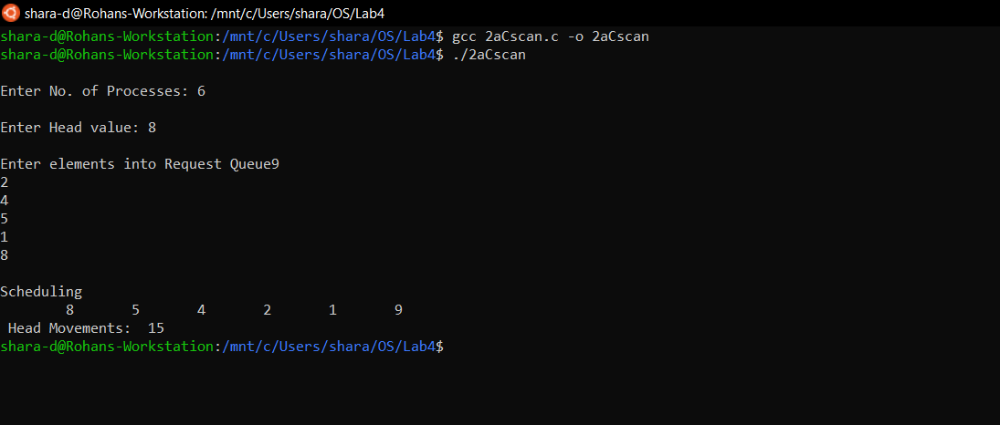 shara-d@Rohans-Workstation: /mnt/c/Users/shara/OS/Lab4
shara-d@Rohans-Workstation:/mnt/c/Users/shara/OS/Lab4$ gcc 2aCscan.c -o 2aCscan
shara-d@Rohans-Workstation:/mnt/c/Users/shara/OS/Lab4$ ./2aCscan
Enter No. of Processes: 6
Enter Head value: 8
Enter elements into Request Queue9
2
4
5
1
8
Scheduling
8 5 4 2 1 9
Head Movements: 15
shara-d@Rohans-Workstation:/mnt/c/Users/shara/OS/Lab4$